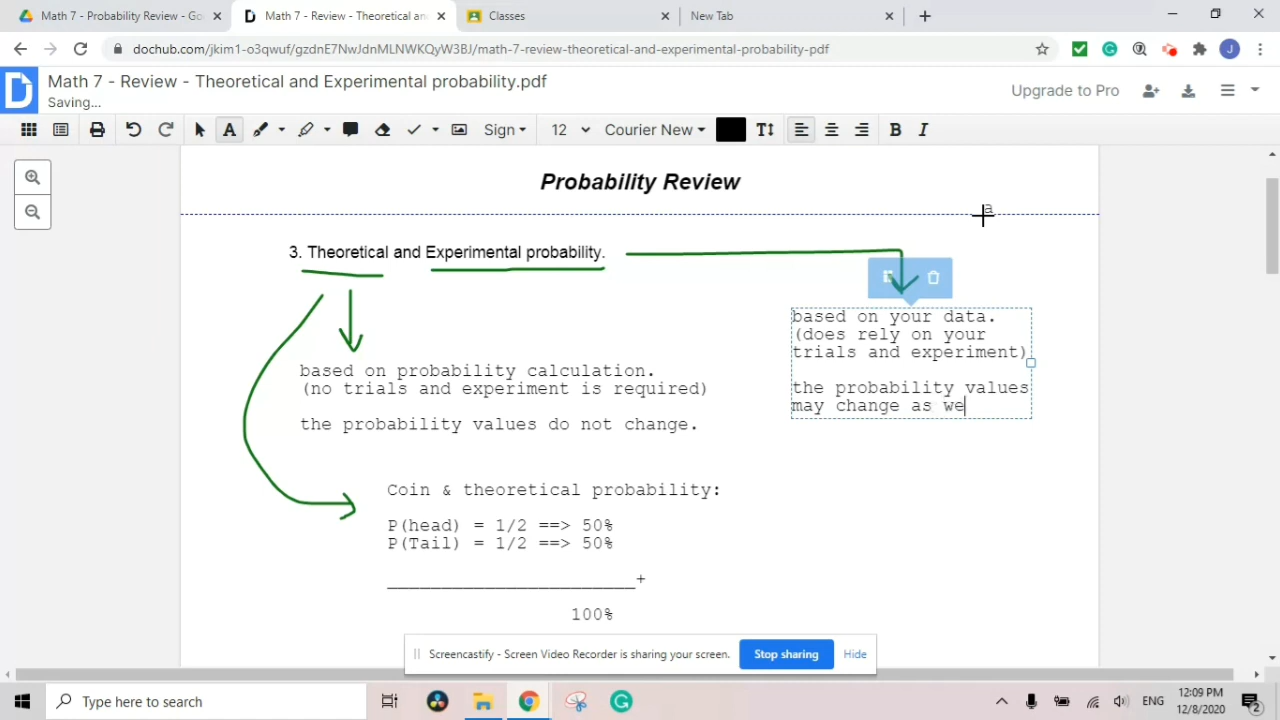 Math 7 - Probability Review - Go
Math 7 - Review - Theoretical an
Classes
New Tab
dochub.com/jkim1-o3qwuf/gzdnE7NwJdnMLNWKQyW3BJ/math-7-review-theoretical-and-experimental-probability-pdf
Math 7 - Review - Theoretical and Experimental probability.pdf
Saving...
Upgrade to Pro
Sign
12
Courier New
B
I
Probability Review
a
3. Theoretical and Experimental probability.
based on your data.
(does rely on your
trials and experiment)
the probability values
may change as we
based on probability calculation.
(no trials and experiment is required)
the probability values do not change.
Coin & theoretical probability:
P(head) = 1/2 ==> 50%
P(Tail) = 1/2 ==> 50%
_______________________+
100%
Screencastify - Screen Video Recorder is sharing your screen.
Stop sharing
Hide
Type here to search
ENG
12:09 PM
12/8/2020
2